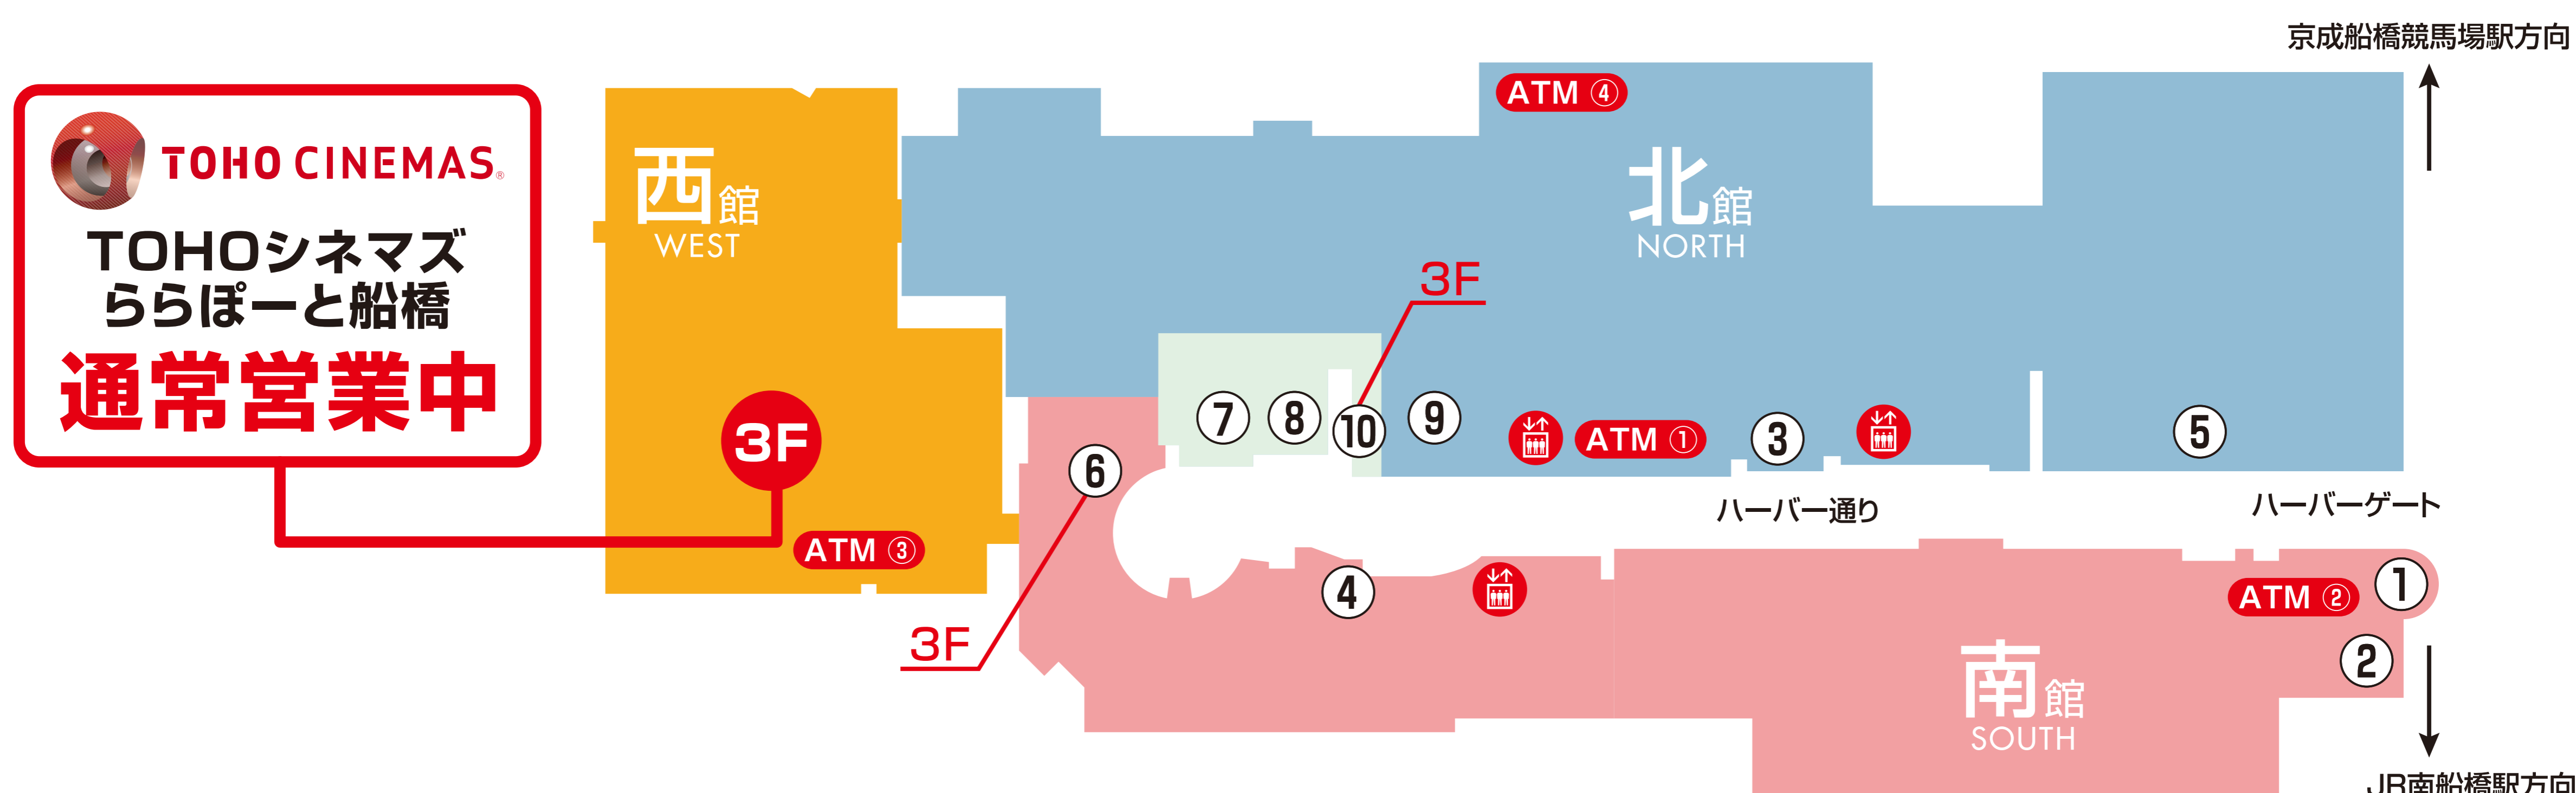 京成船橋競馬場駅方向
TOHO CINEMAS®
TOHOシネマズ
ららぽーと船橋
通常営業中
西館
WEST
3F
ATM ③
北館
NORTH
ATM ④
3F
⑦
⑧
⑩
⑨
ATM ①
③
⑤
⑥
3F
ハーバー通り
ハーバーゲート
④
南館
SOUTH
ATM ②
①
②
JR南船橋駅方向